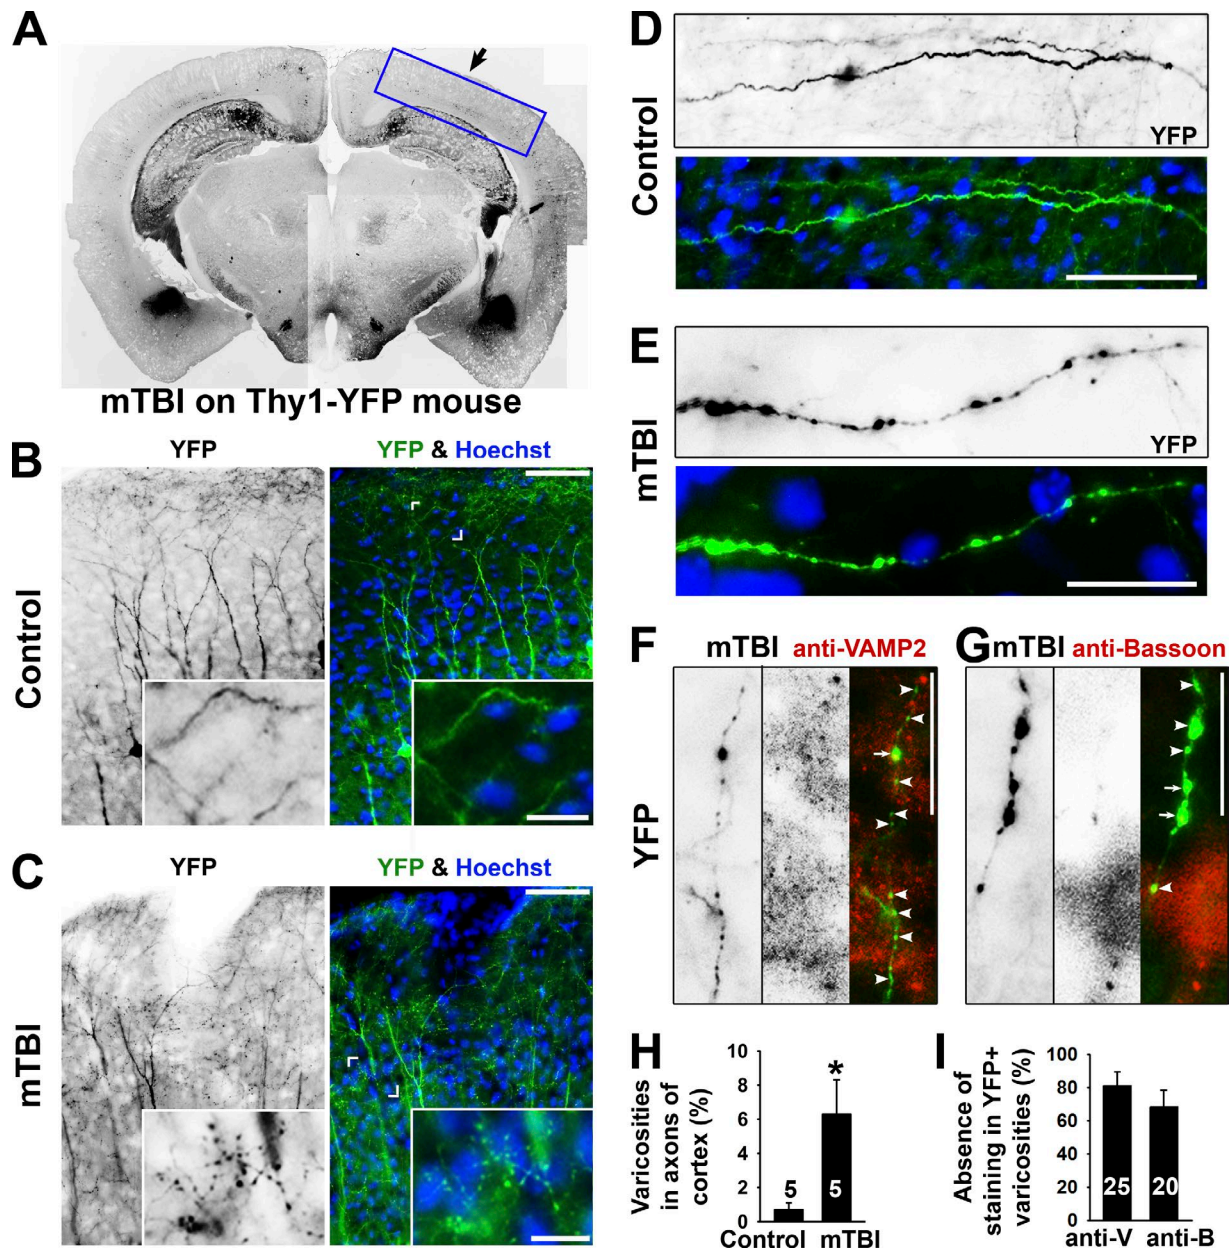 A
mTBI on Thy1-YFP mouse
B
YFP
YFP & Hoechst
Control
C
YFP
YFP & Hoechst
mTBI
D
Control
YFP
E
mTBI
YFP
F
mTBI
anti-VAMP2
YFP
G
mTBI
anti-Bassoon
H
Varicosities
in axons of
cortex (%)
10
8
6
4
2
0
*
5
5
Control
mTBI
I
Absence of
staining in YFP+
varicosities (%)
100
80
60
40
20
0
25
20
anti-V
anti-B